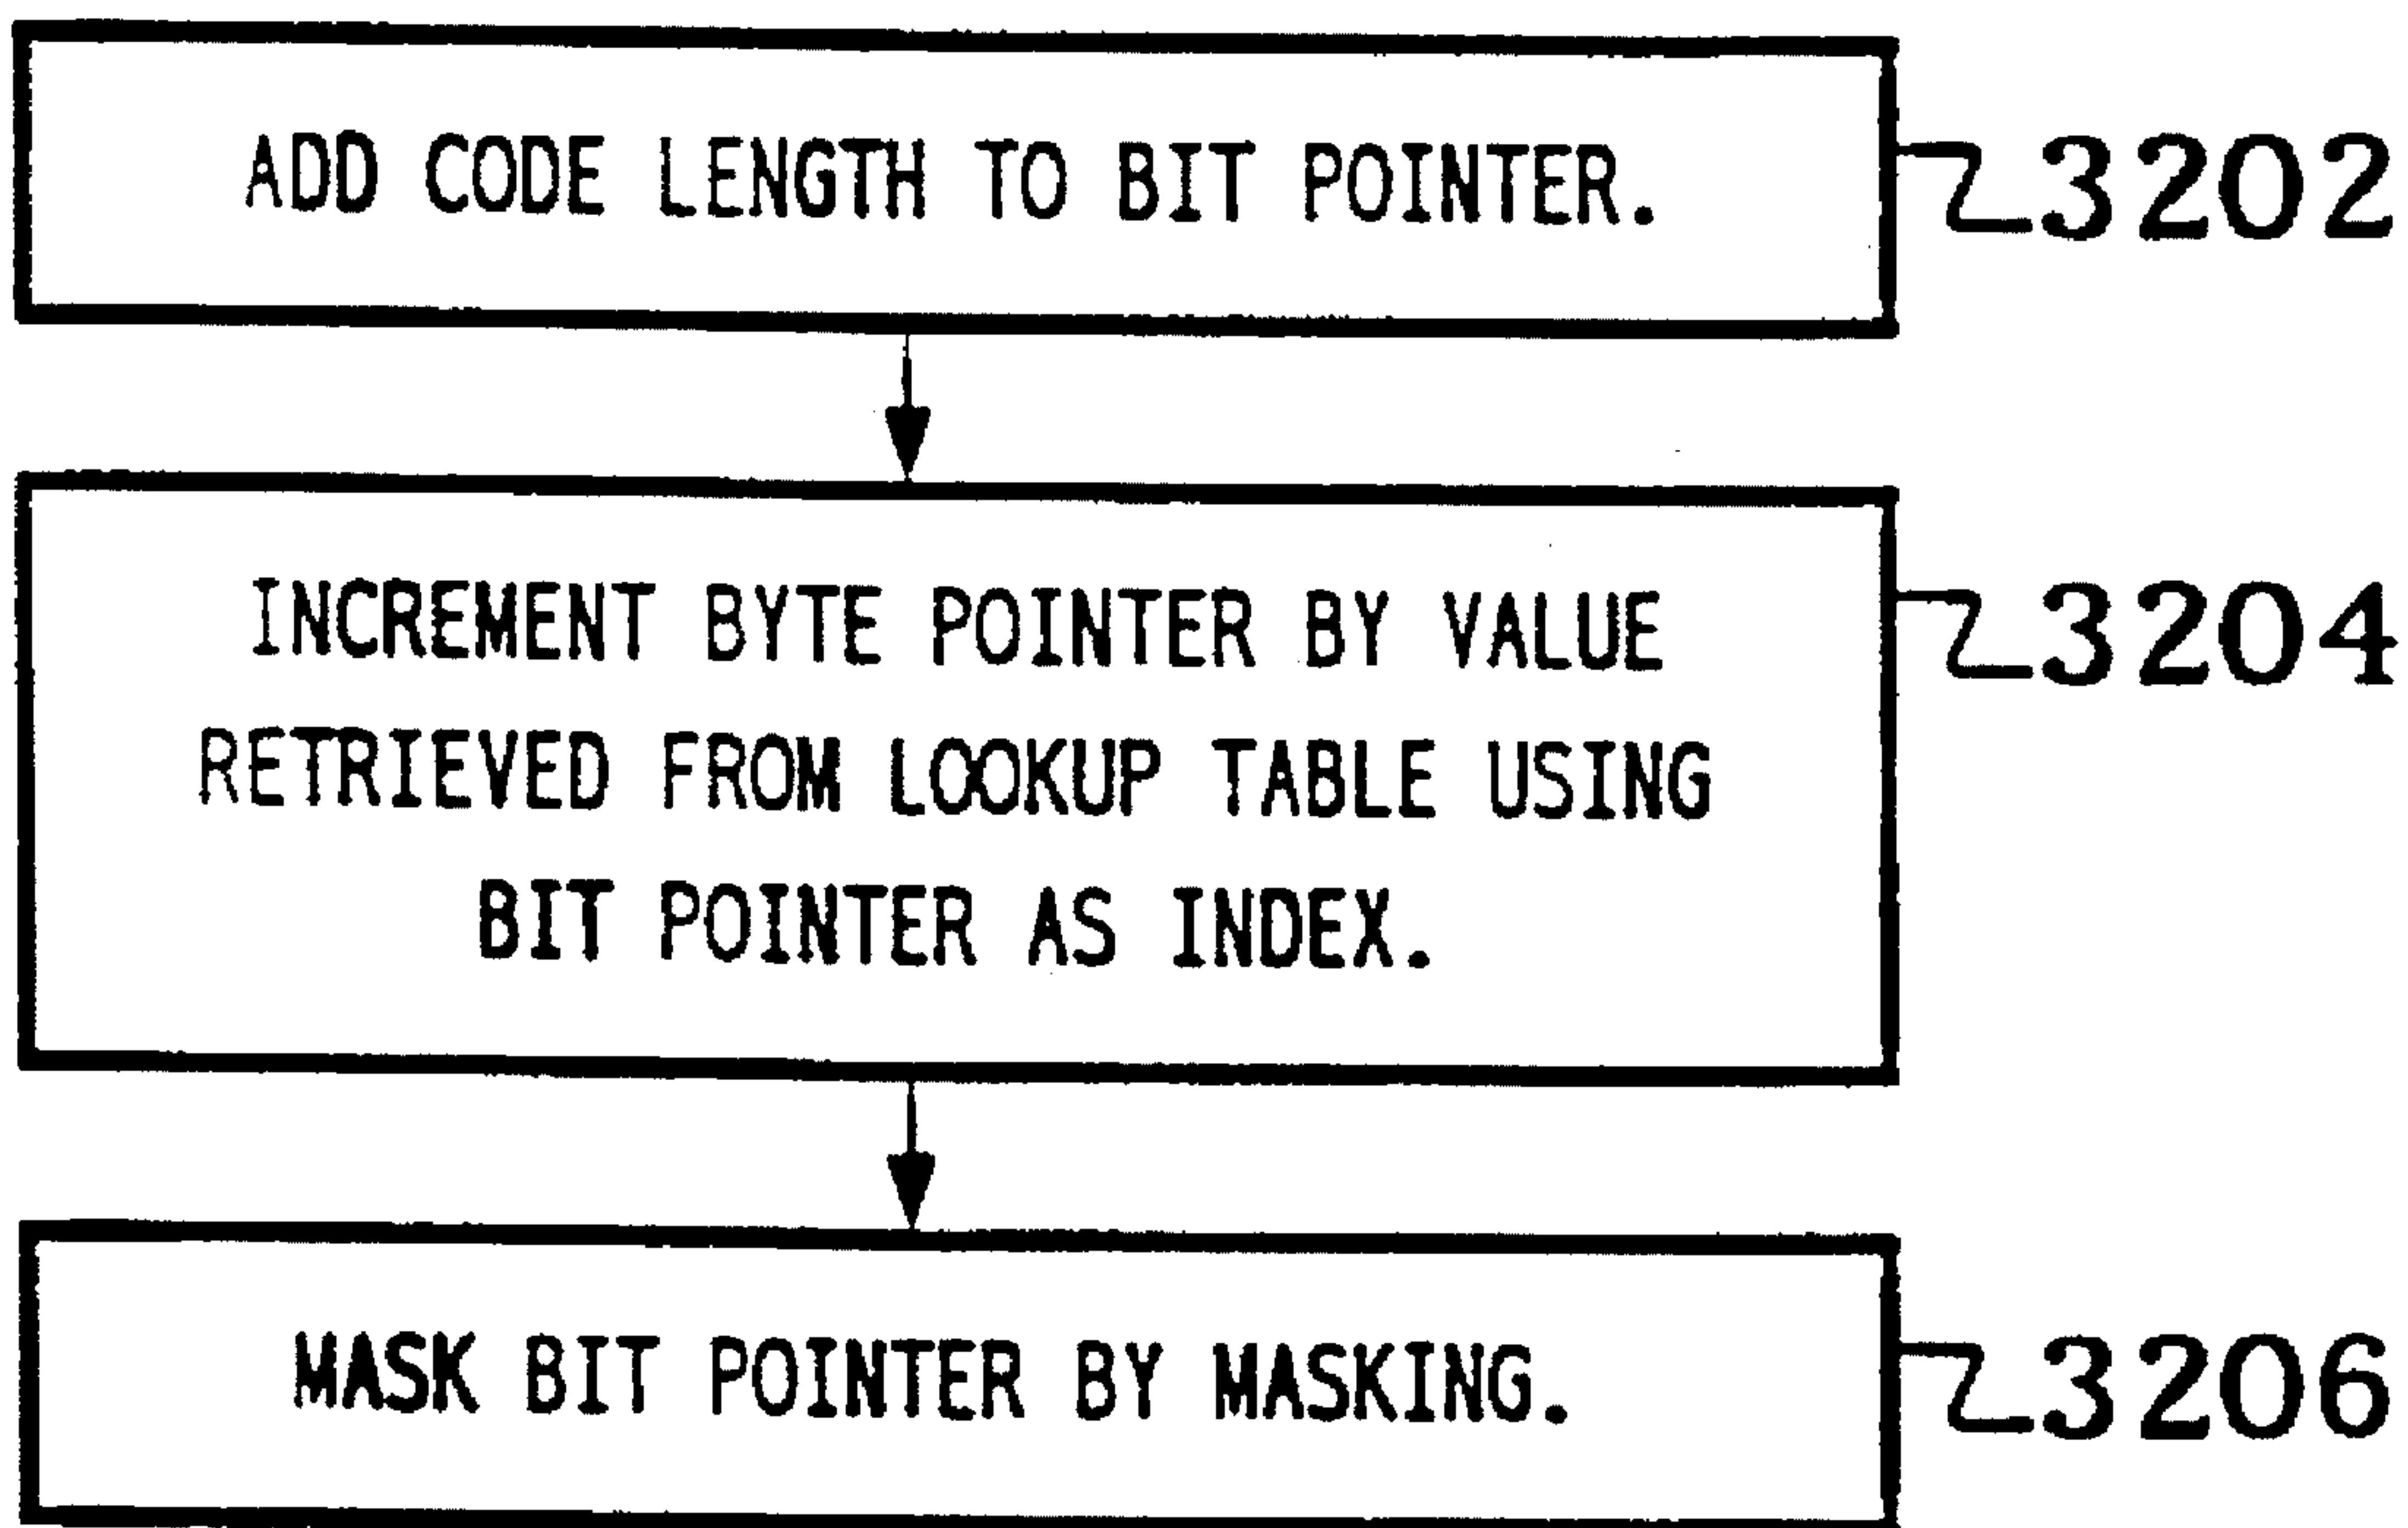 ADD CODE LENGTH TO BIT POINTER.
3202
INCREMENT BYTE POINTER BY VALUE
3204
RETRIEVED FROM LOOKUP TABLE USING
BIT POINTER AS INDEX.
MASK BIT POINTER BY MASKING.
3206